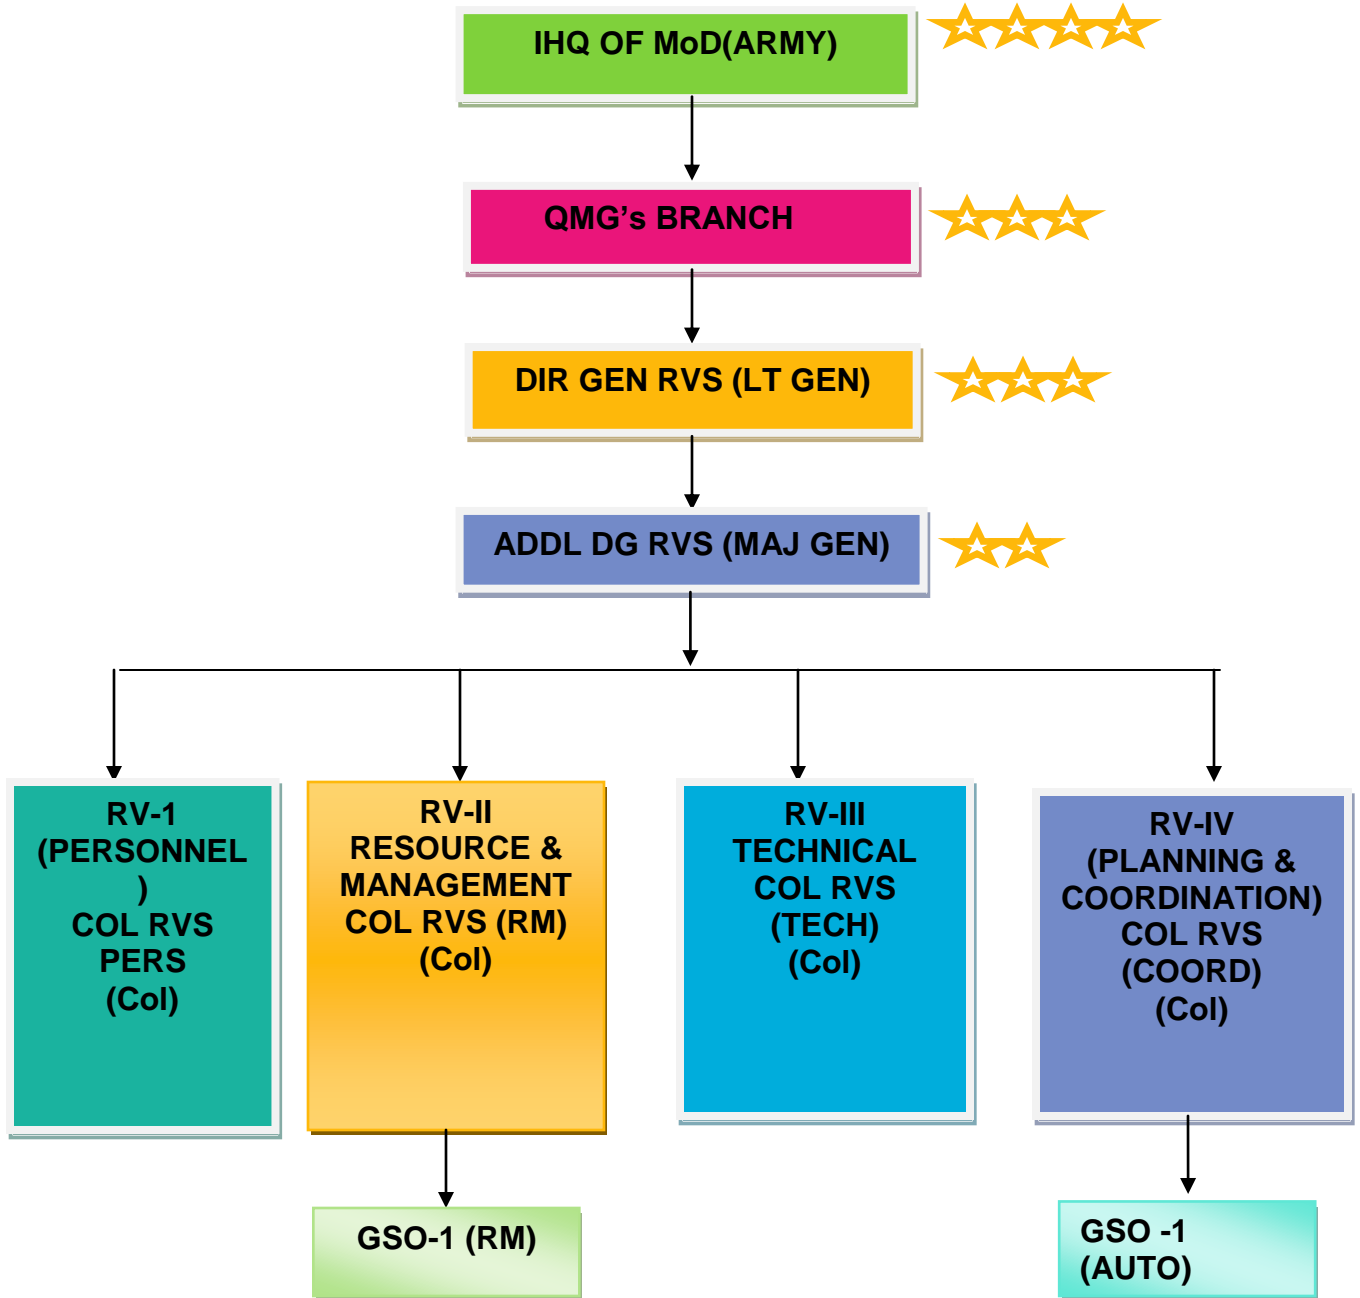 IHQ OF MoD(ARMY)
QMG’s BRANCH
DIR GEN RVS (LT GEN)
ADDL DG RVS (MAJ GEN)
RV-1
(PERSONNEL
)
COL RVS
PERS
(Col)
RV-II
RESOURCE &
MANAGEMENT
COL RVS (RM)
(Col)
RV-III
TECHNICAL
COL RVS
(TECH)
(Col)
RV-IV
(PLANNING &
COORDINATION)
COL RVS
(COORD)
(Col)
GSO-1 (RM)
GSO -1
(AUTO)